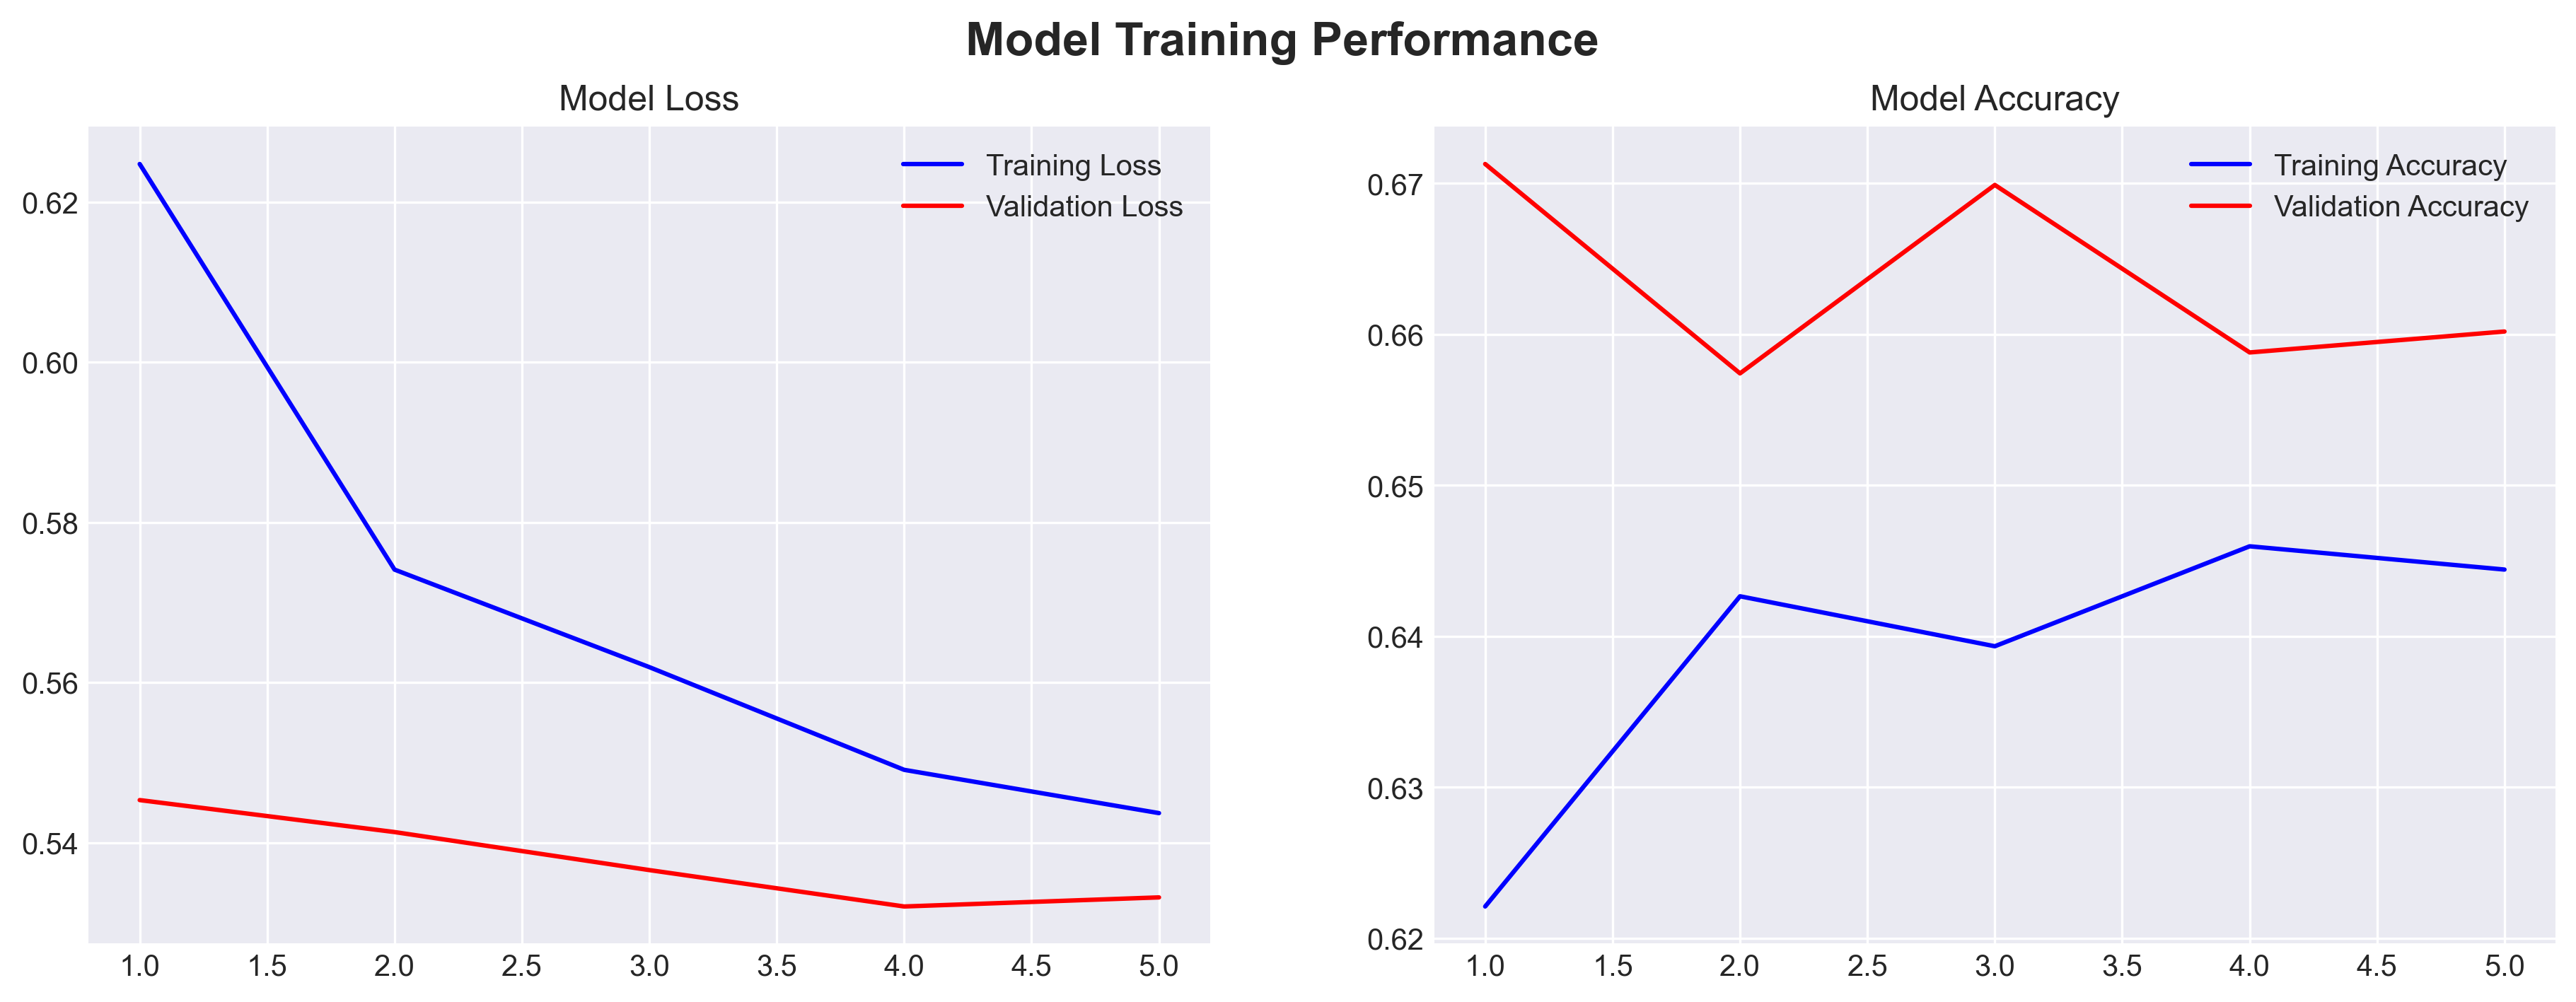 Model Training Performance
Model Loss
Training Loss
Validation Loss
0.62
0.60
0.58
0.56
0.54
1.0 1.5 2.0 2.5 3.0 3.5 4.0 4.5 5.0
Model Accuracy
Training Accuracy
Validation Accuracy
0.67
0.66
0.65
0.64
0.63
0.62
1.0 1.5 2.0 2.5 3.0 3.5 4.0 4.5 5.0